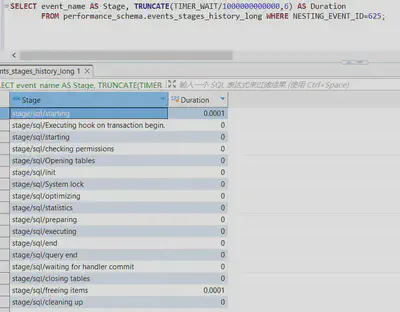 SELECT event_name AS Stage, TRUNCATE(TIMER_WAIT/1000000000000,6) AS Duration
FROM performance_schema.events_stages_history_long WHERE NESTING_EVENT_ID=625;
nts_stages_history_long 1
LECT event_name AS Stage, TRUNCATE(TIMER 输入一个 SQL 表达式来过滤结果 (使用 Ctrl+Space)
Stage Duration
stage/sql/starting 0.0001
stage/sql/Executing hook on transaction begin. 0
stage/sql/starting 0
stage/sql/checking permissions 0
stage/sql/Opening tables 0
stage/sql/init 0
stage/sql/System lock 0
stage/sql/optimizing 0
stage/sql/statistics 0
stage/sql/preparing 0
stage/sql/executing 0
stage/sql/end 0
stage/sql/query end 0
stage/sql/waiting for handler commit 0
stage/sql/closing tables 0
stage/sql/freeing items 0.0001
stage/sql/cleaning up 0